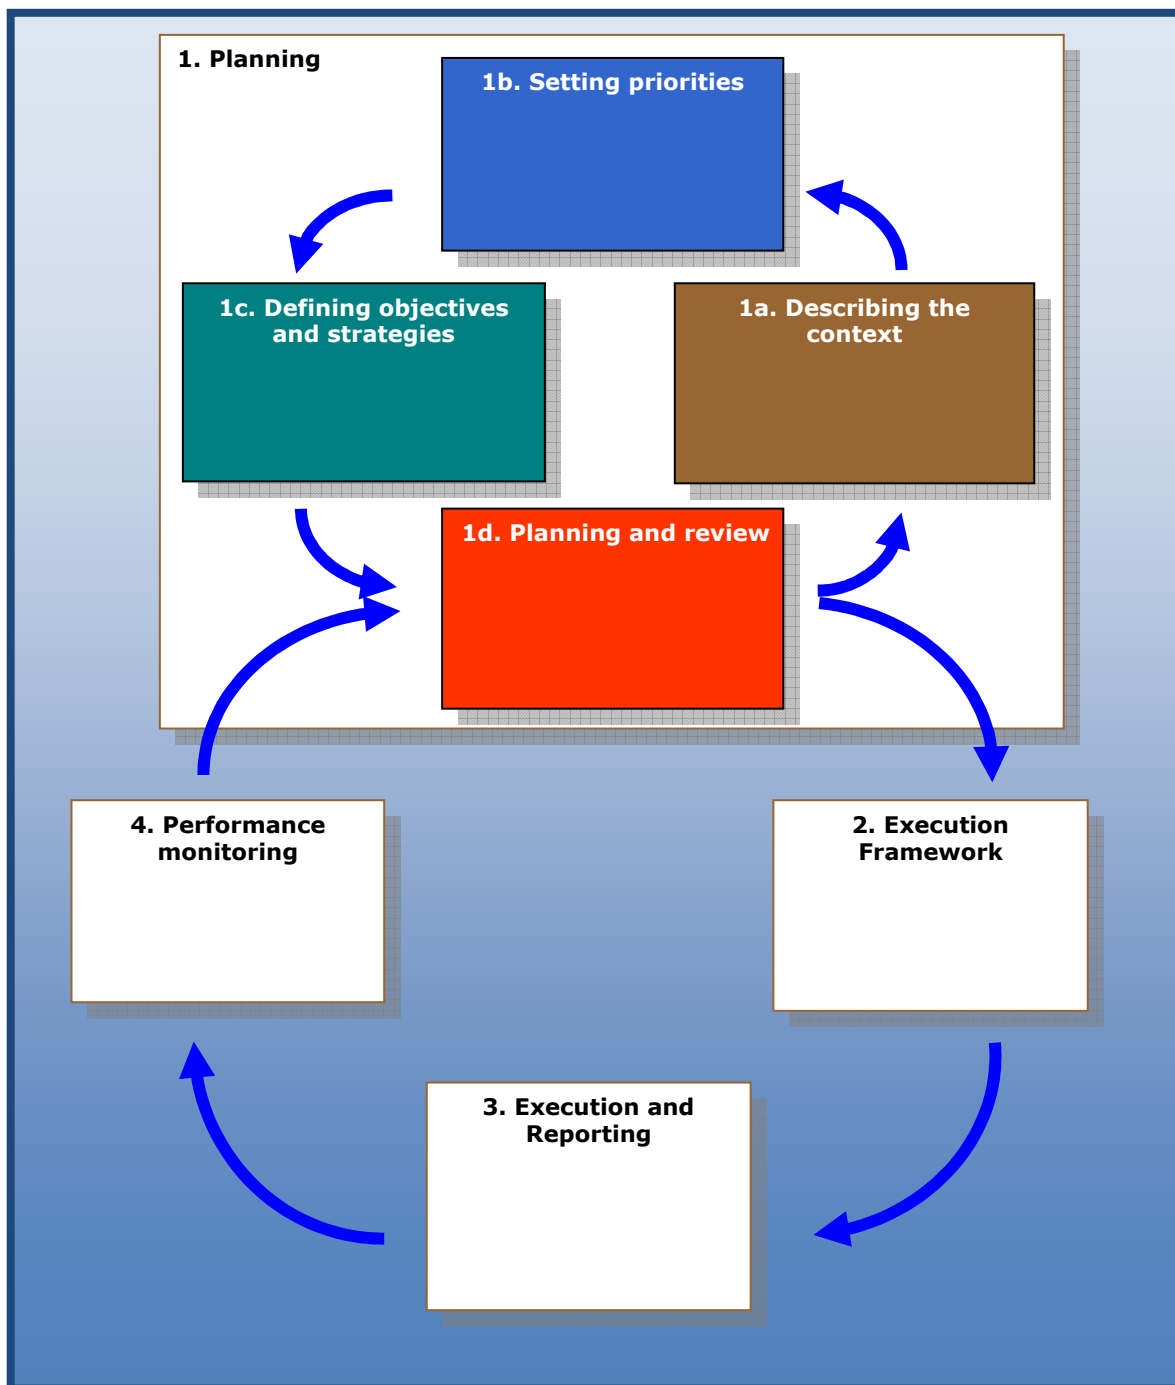 1. Planning
1b. Setting priorities
1c. Defining objectives
and strategies
1a. Describing the
context
1d. Planning and review
4. Performance
monitoring
2. Execution
Framework
3. Execution and
Reporting